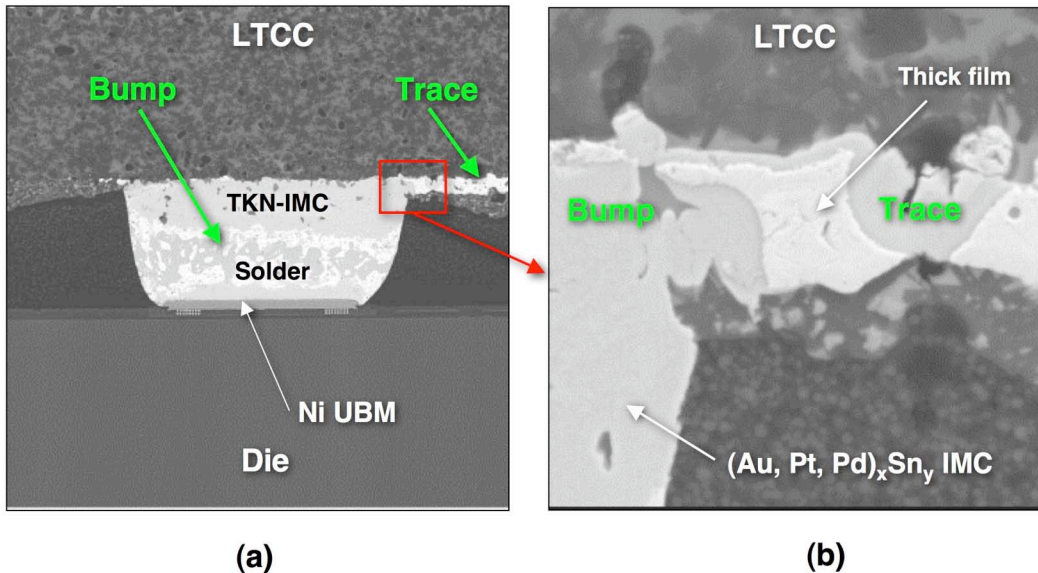 LTCC
Bump
Trace
TKN-IMC
Solder
Ni UBM
Die
(a)
LTCC
Thick film
Bump
Trace
(Au, Pt, Pd)xSny IMC
(b)